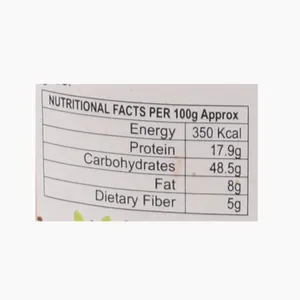 NUTRITIONAL FACTS PER 100g Approx
Energy 350 Kcal
Protein 17.9g
Carbohydrates 48.5g
Fat 8g
Dietary Fiber 5g